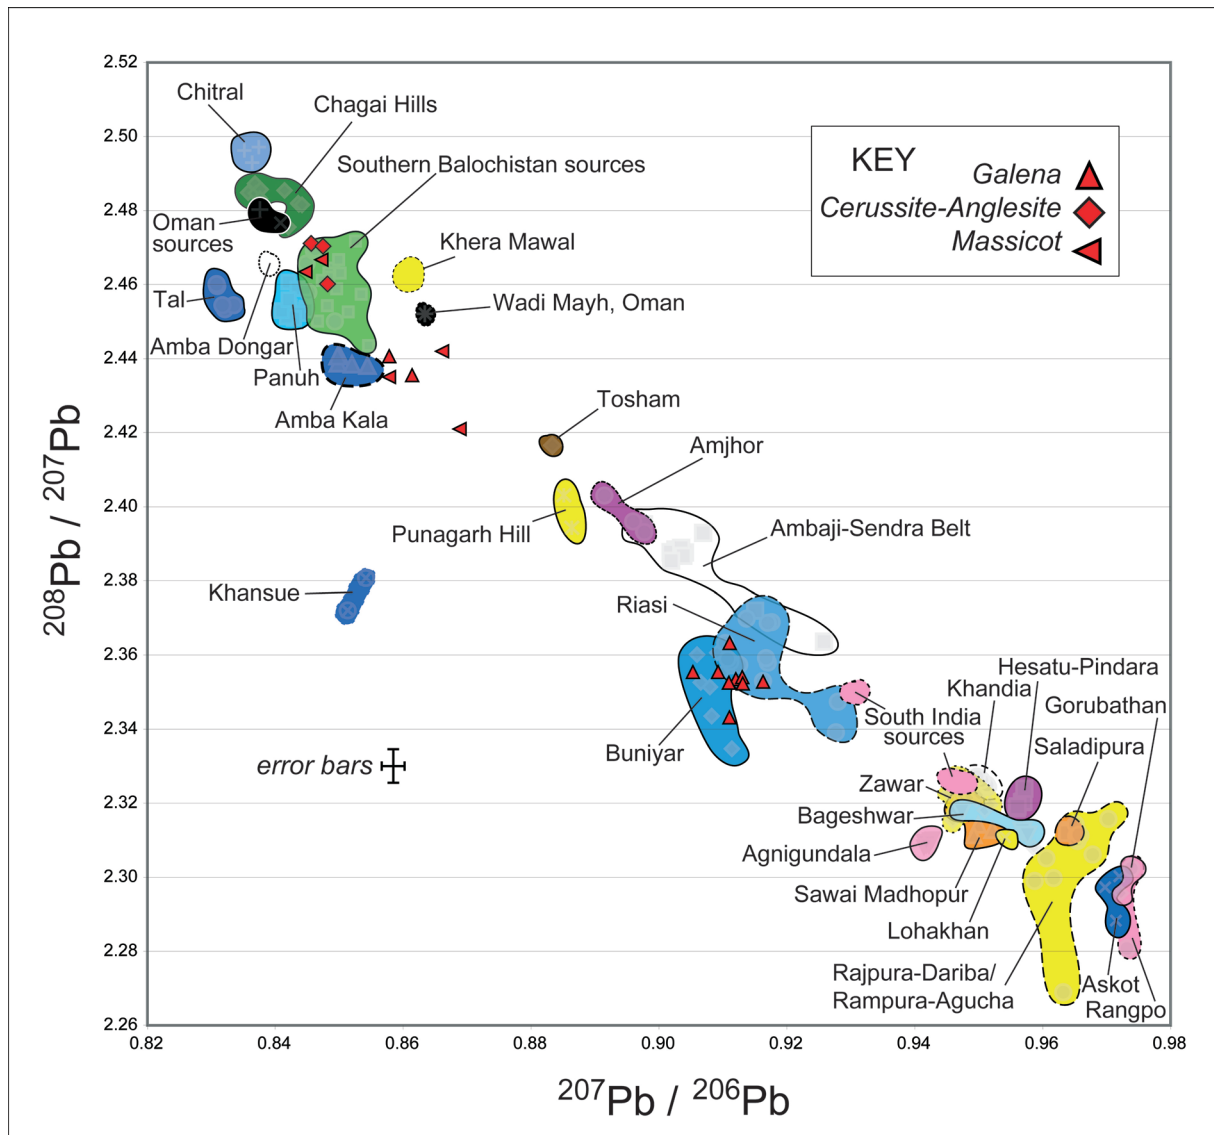 2.52
2.50
2.48
2.46
2.44
2.42
2.40
2.38
2.36
2.34
2.32
2.30
2.28
2.26
208Pb / 207Pb
Chitral
Chagai Hills
Southern Balochistan sources
KEY
Galena
Cerussite-Anglesite
Massicot
Oman
sources
Khera Mawal
Tal
Wadi Mayh, Oman
Amba Dongar
Panuh
Amba Kala
Tosham
Amjhor
Punagarh Hill
Ambaji-Sendra Belt
Khansue
Riasi
Hesatu-Pindara
Khandia
Gorubathan
South India
sources
Saladipura
Buniyar
error bars
Zawar
Bageshwar
Agnigundala
Sawai Madhopur
Lohakhan
Rajpura-Dariba/
Rampura-Agucha
Askot
Rangpo
0.82
0.84
0.86
0.88
0.90
0.92
0.94
0.96
0.98
207Pb / 206Pb